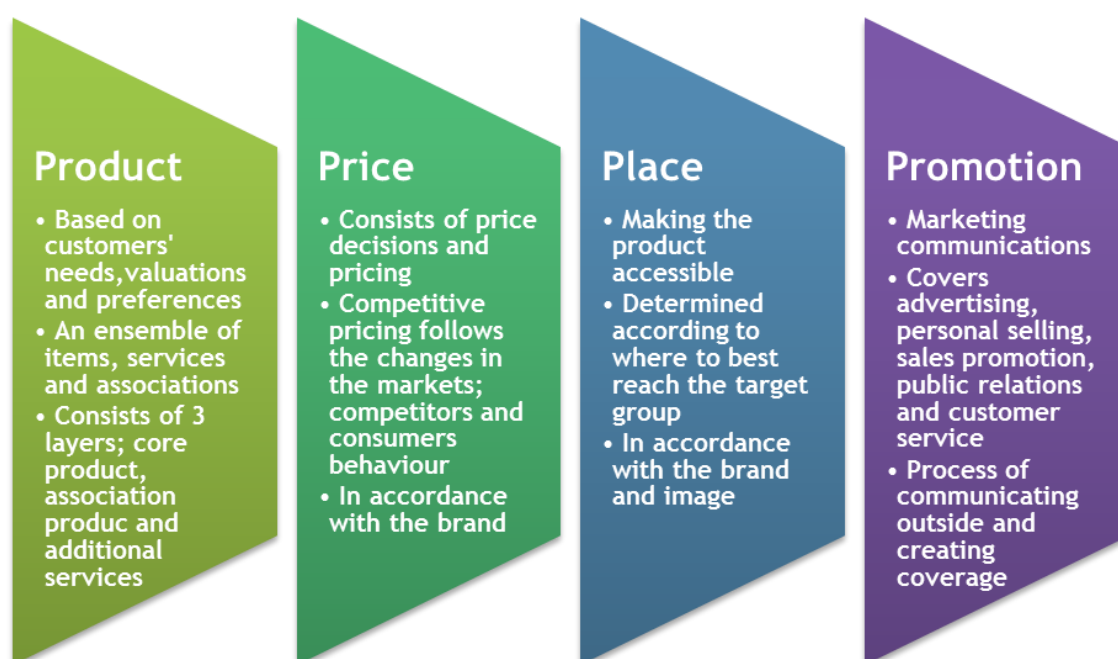 Product
• Based on
customers'
needs,valuations
and preferences
• An ensemble of
items, services
and associations
• Consists of 3
layers; core
product,
association
produc and
additional
services
Price
• Consists of price
decisions and
pricing
• Competitive
pricing follows
the changes in
the markets;
competitors and
consumers
behaviour
• In accordance
with the brand
Place
• Making the
product
accessible
• Determined
according to
where to best
reach the target
group
• In accordance
with the brand
and image
Promotion
• Marketing
communications
• Covers
advertising,
personal selling,
sales promotion,
public relations
and customer
service
• Process of
communicating
outside and
creating
coverage